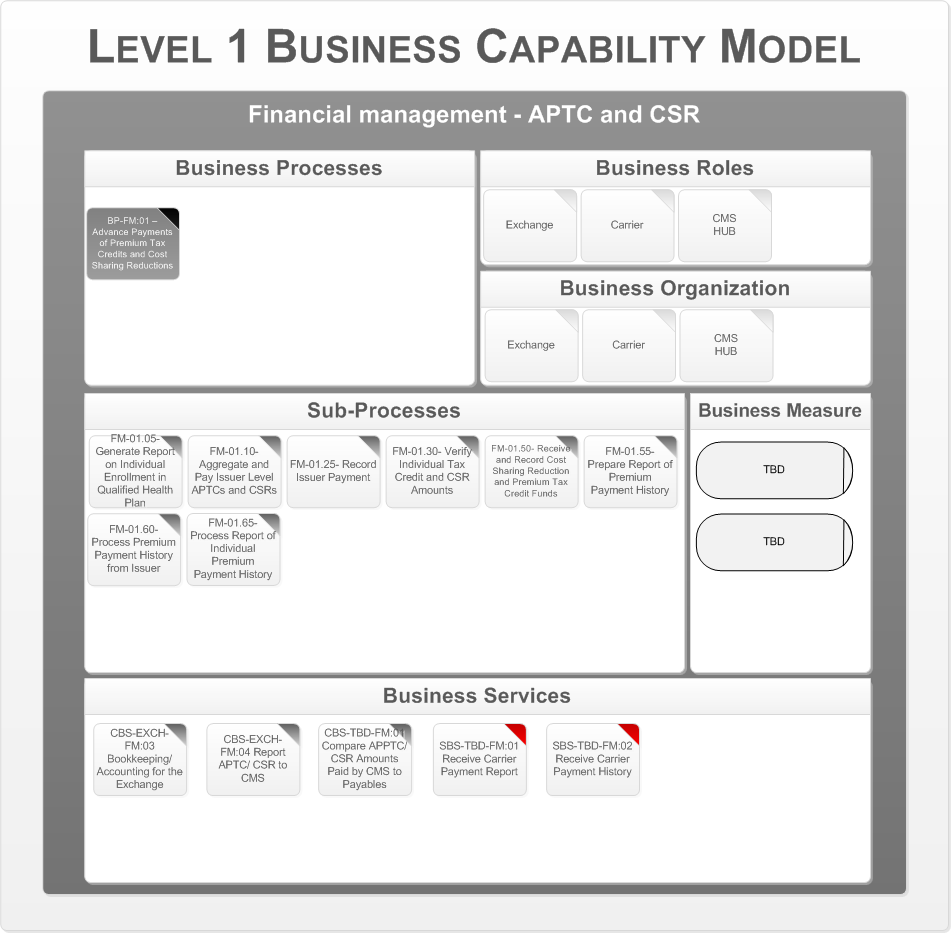 LEVEL 1 BUSINESS CAPABILITY MODEL
Financial management - APTC and CSR
Business Processes
BP-FM:01 –
Advance Payments
of Premium Tax
Credits and Cost
Sharing Reductions
Business Roles
Exchange
Carrier
CMS
HUB
Business Organization
Exchange
Carrier
CMS
HUB
Sub-Processes
FM-01.05-
Generate Report
on Individual
Enrollment in
Qualified Health
Plan
FM-01.10-
Aggregate and
Pay Issuer Level
APTCs and CSRs
FM-01.25- Record
Issuer Payment
FM-01.30- Verify
Individual Tax
Credit and CSR
Amounts
FM-01.50- Receive
and Record Cost
Sharing Reduction
and Premium Tax
Credit Funds
FM-01.55-
Prepare Report of
Premium
Payment History
FM-01.60-
Process Premium
Payment History
from Issuer
FM-01.65-
Process Report of
Individual
Premium
Payment History
Business Measure
TBD
TBD
Business Services
CBS-EXCH-
FM:03
Bookkeeping/
Accounting for the
Exchange
CBS-EXCH-
FM:04 Report
APTC/ CSR to
CMS
CBS-TBD-FM:01
Compare APPTC/
CSR Amounts
Paid by CMS to
Payables
SBS-TBD-FM:01
Receive Carrier
Payment Report
SBS-TBD-FM:02
Receive Carrier
Payment History